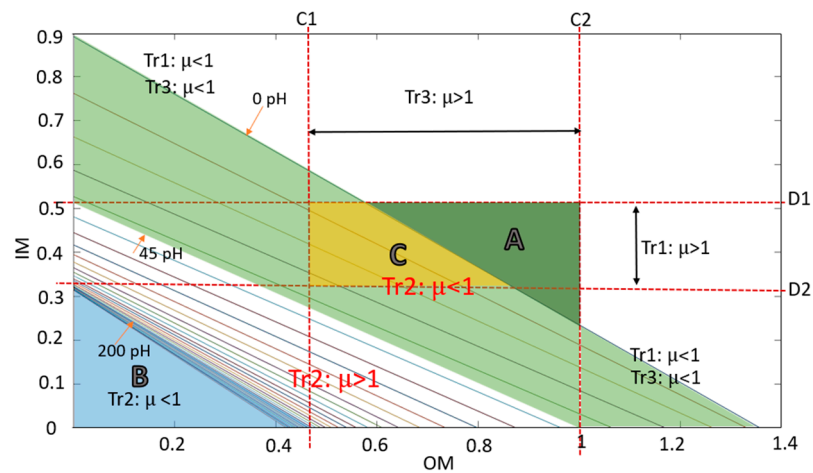 C1
C2
0.9
Tr1: μ<1
Tr3: μ<1
0.8
0 pH
Tr3: μ>1
0.7
0.6
0.5
D1
A
C
Tr1: μ>1
IM
0.4
45 pH
Tr2: μ<1
D2
0.3
0.2
200 pH
Tr1: μ<1
Tr3: μ<1
B
Tr2: μ>1
0.1
Tr2: μ <1
0
0.2
0.4
0.6
0.8
1
1.2
1.4
OM